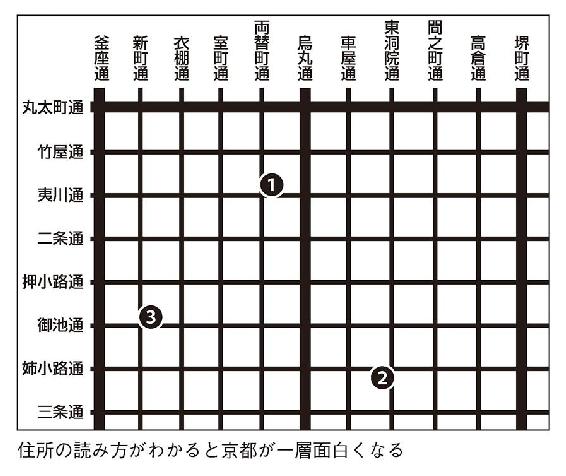 釜座通
新町通
衣棚通
室町通
両替町通
烏丸通
車屋通
東洞院通
間之町通
高倉通
堺町通
丸太町通
竹屋通
夷川通
二条通
押小路通
御池通
姉小路通
三条通
1
3
2
住所の読み方がわかると京都が一層面白くなる